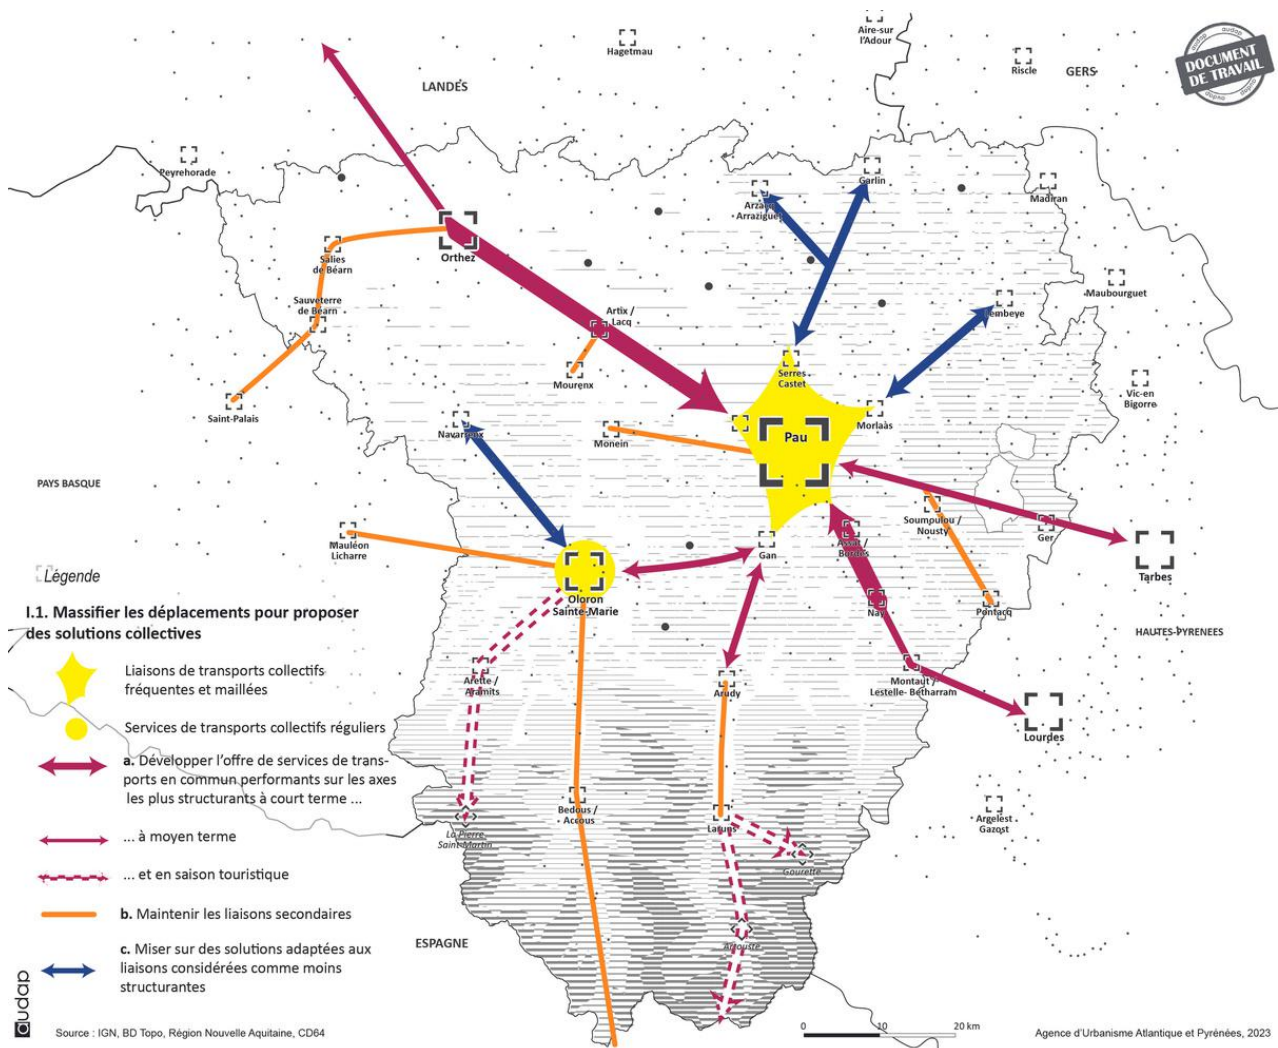 Aire-sur
l'Adour
Hagetmau
Riscle
GERS
audap
DOCUMENT
DE TRAVAIL
audap
LANDES
Peyrehorade
Garlin
Madiran
Arzacq
Arraziguet
Orthez
Salies
de Béarn
Maubourguet
Sauveterre
de Béarn
Artix /
Lacq
Lembeye
Mourenx
Serres
Castet
Vic-en
Bigorre
Saint-Palais
Morlaàs
Navarrenx
Monein
Pau
PAYS BASQUE
Soumoulou /
Nousty
Ger
Assat /
Bordes
Mauléon
Licharre
Gan
Tarbes
Oloron
Sainte-Marie
Nay
Pontacq
HAUTES-PYRENEES
Arette /
Aramits
Arudy
Montaut /
Lestelle- Bétharram
Lourdes
Bedous /
Accous
La Pierre
Saint-Martin
Laruns
Gourette
Argelest
Gazost
Artouste
ESPAGNE
Légende
I.1. Massifier les déplacements pour proposer
des solutions collectives
Liaisons de transports collectifs
fréquentes et maillées
Services de transports collectifs réguliers
a. Développer l'offre de services de trans-
ports en commun performants sur les axes
les plus structurants à court terme ...
... à moyen terme
... et en saison touristique
b. Maintenir les liaisons secondaires
c. Miser sur des solutions adaptées aux
liaisons considérées comme moins
structurantes
audap
Source : IGN, BD Topo, Région Nouvelle Aquitaine, CD64
0 10 20 km
Agence d'Urbanisme Atlantique et Pyrénées, 2023